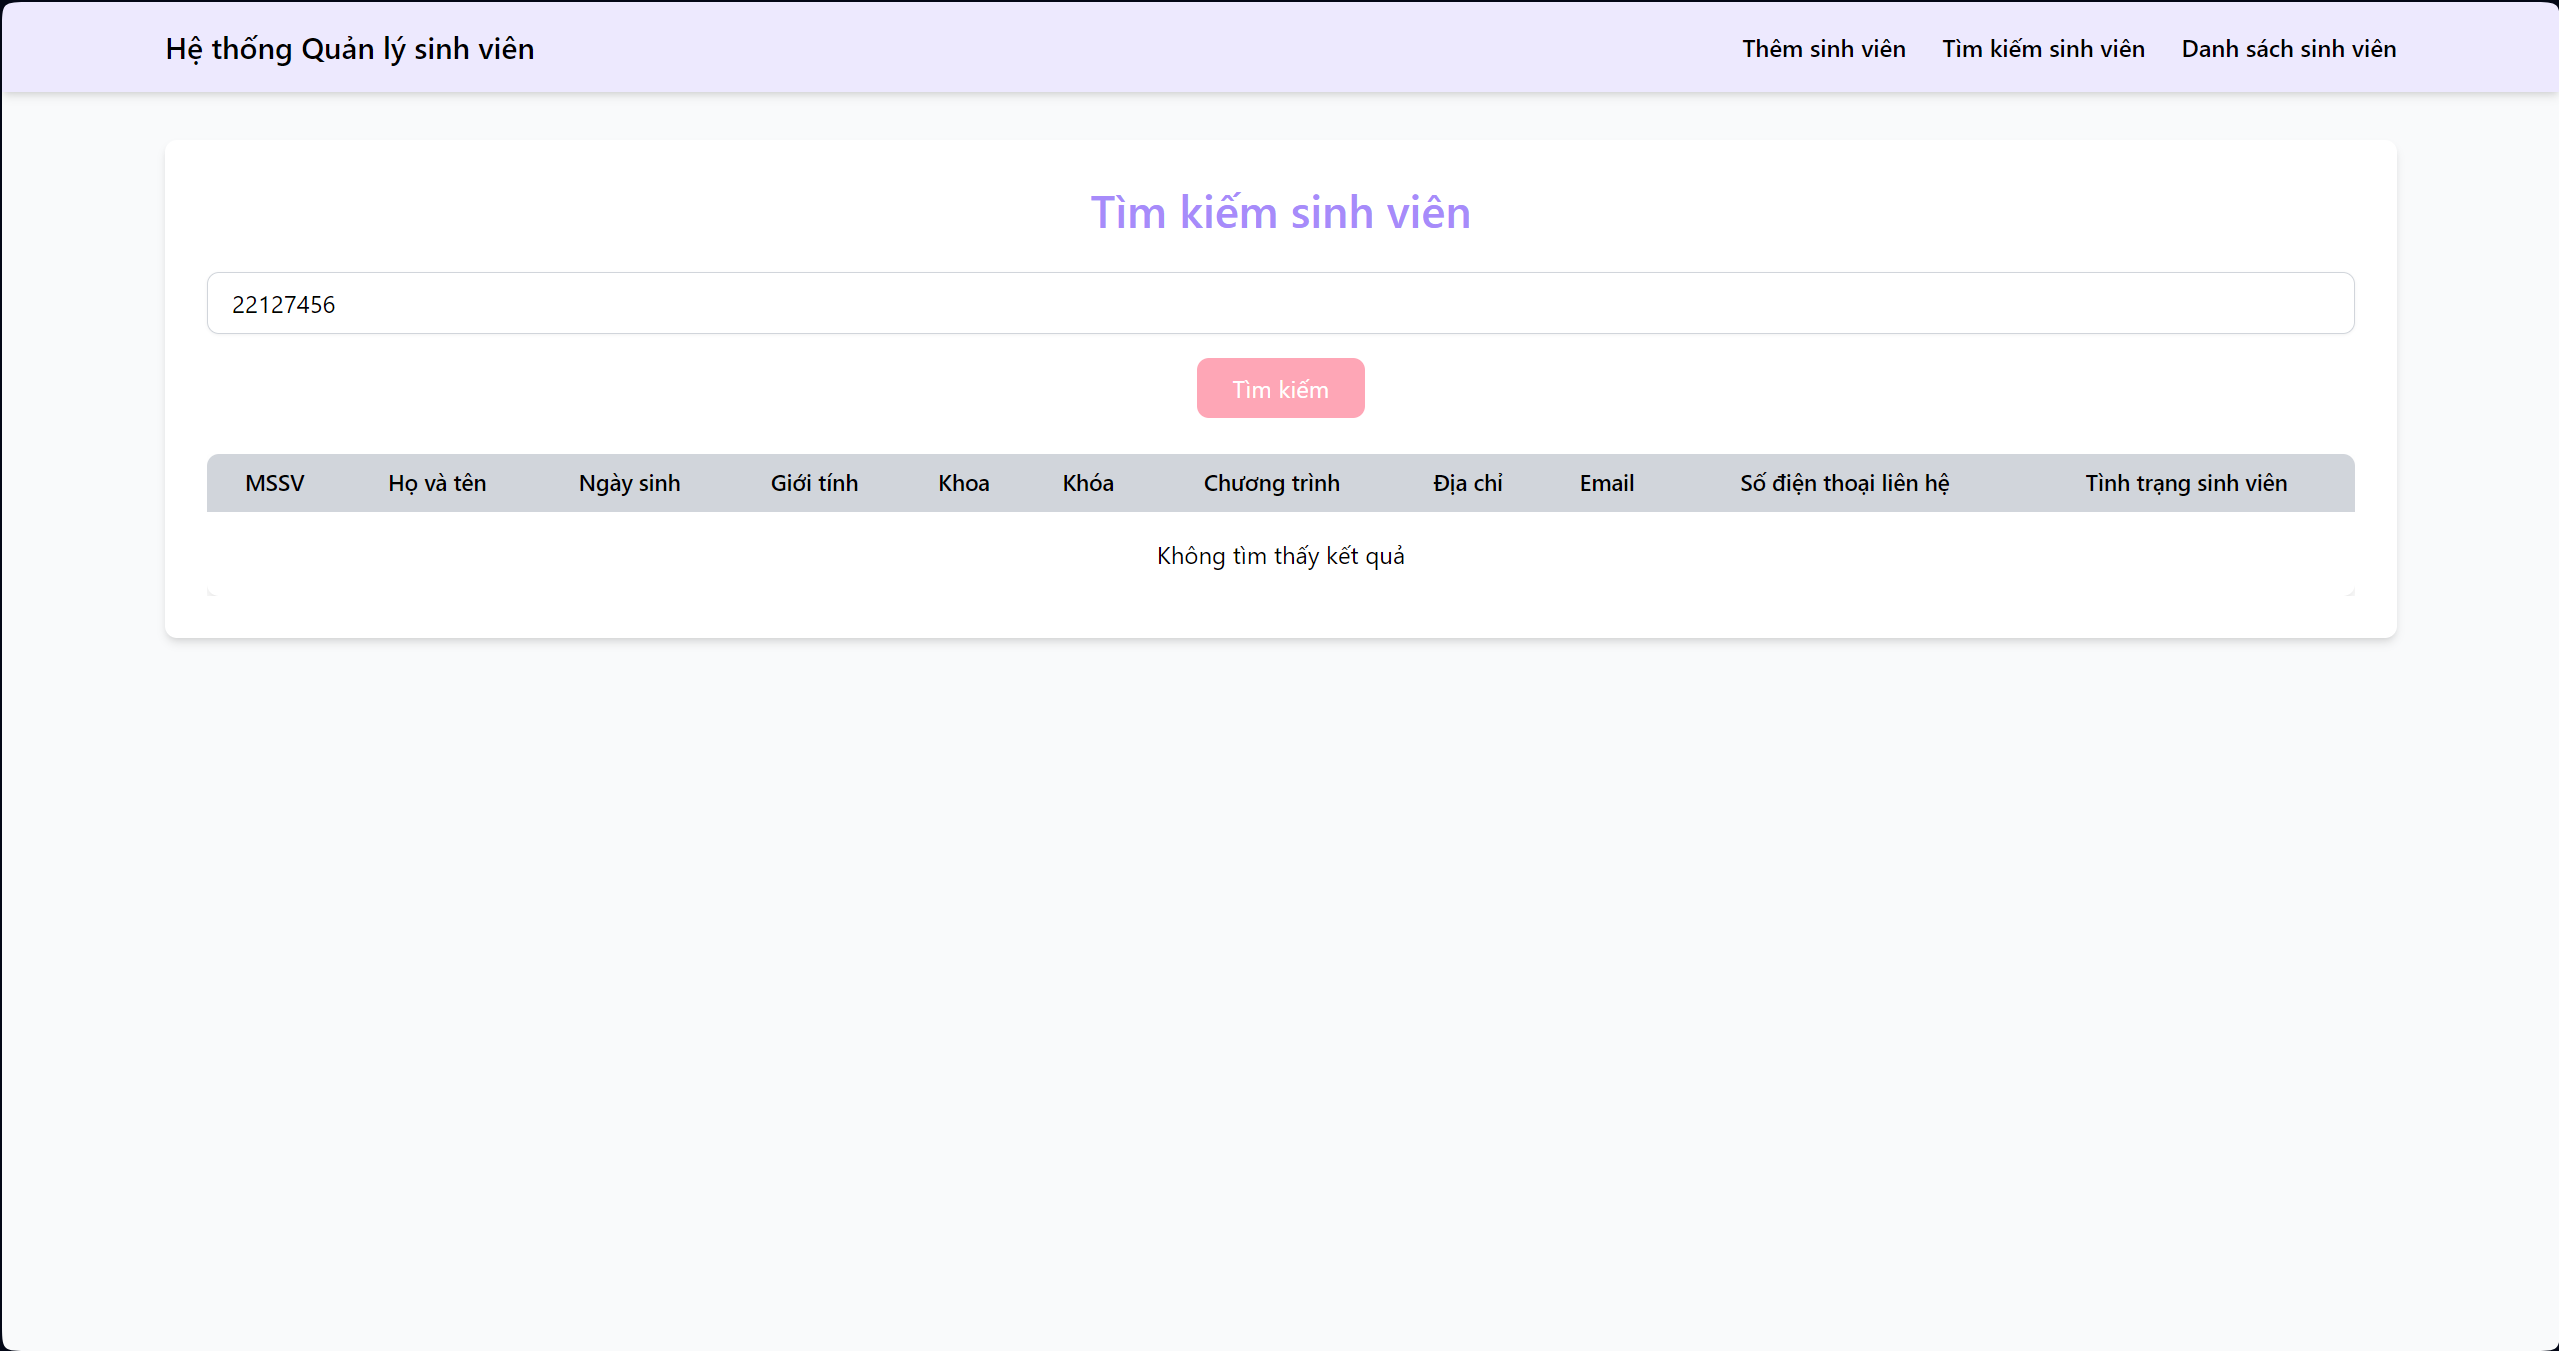 Hệ thống Quản lý sinh viên Thêm sinh viên Tìm kiếm sinh viên Danh sách sinh viên
Tìm kiếm sinh viên
22127456
Tìm kiếm
MSSV Họ và tên Ngày sinh Giới tính Khoa Khóa Chương trình Địa chỉ Email Số điện thoại liên hệ Tình trạng sinh viên
Không tìm thấy kết quả